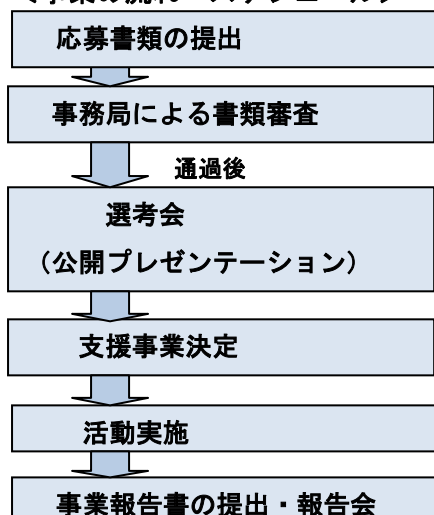 応募書類の提出
事務局による書類審査
通過後
選考会
（公開プレゼンテーション）
支援事業決定
活動実施
事業報告書の提出・報告会